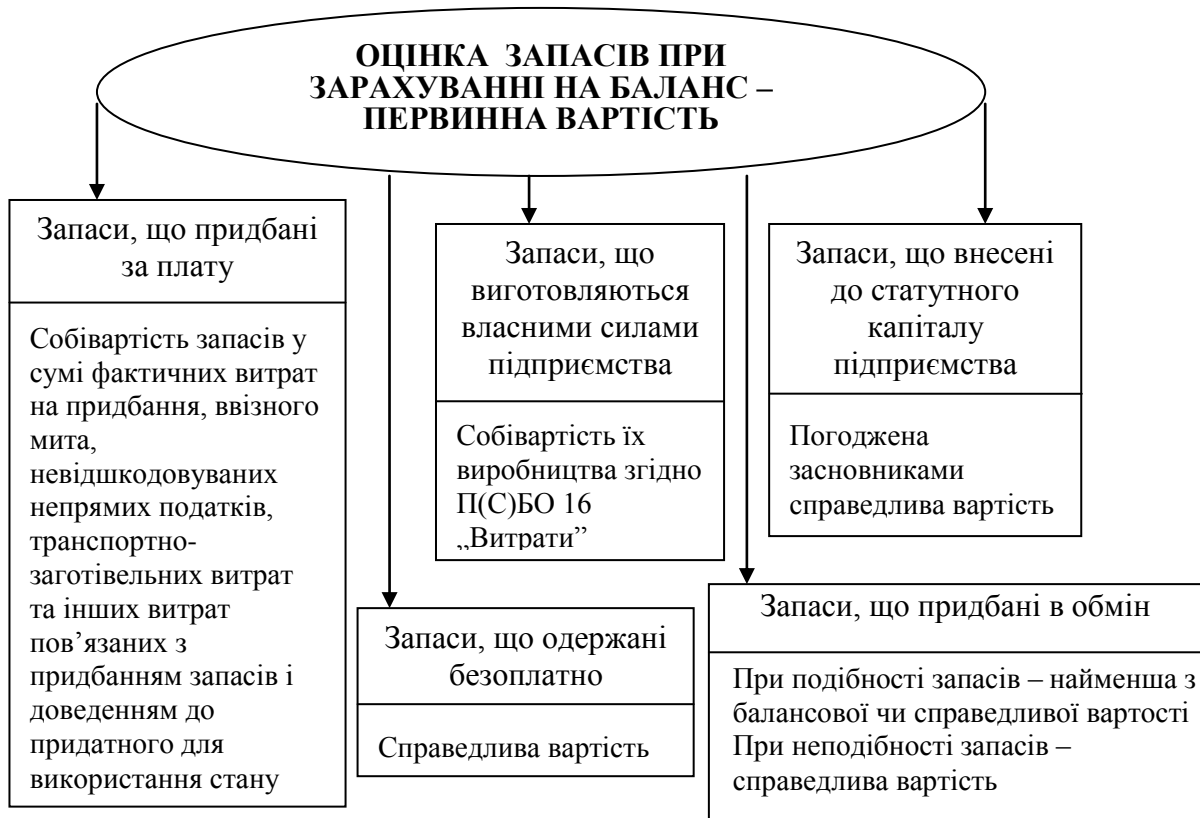 ОЦІНКА ЗАПАСІВ ПРИ
ЗАРАХУВАННІ НА БАЛАНС –
ПЕРВИННА ВАРТІСТЬ
Запаси, що придбані
за плату
Собівартість запасів у
сумі фактичних витрат
на придбання, ввізного
мита,
невідшкодовуваних
непрямих податків,
транспортно-
заготівельних витрат
та інших витрат
пов’язаних з
придбанням запасів і
доведенням до
придатного для
використання стану
Запаси, що
виготовляються
власними силами
підприємства
Собівартість їх
виробництва згідно
П(С)БО 16
„Витрати”
Запаси, що внесені
до статутного
капіталу
підприємства
Погоджена
засновниками
справедлива вартість
Запаси, що одержані
безоплатно
Справедлива вартість
Запаси, що придбані в обмін
При подібності запасів – найменша з
балансової чи справедливої вартості
При неподібності запасів –
справедлива вартість